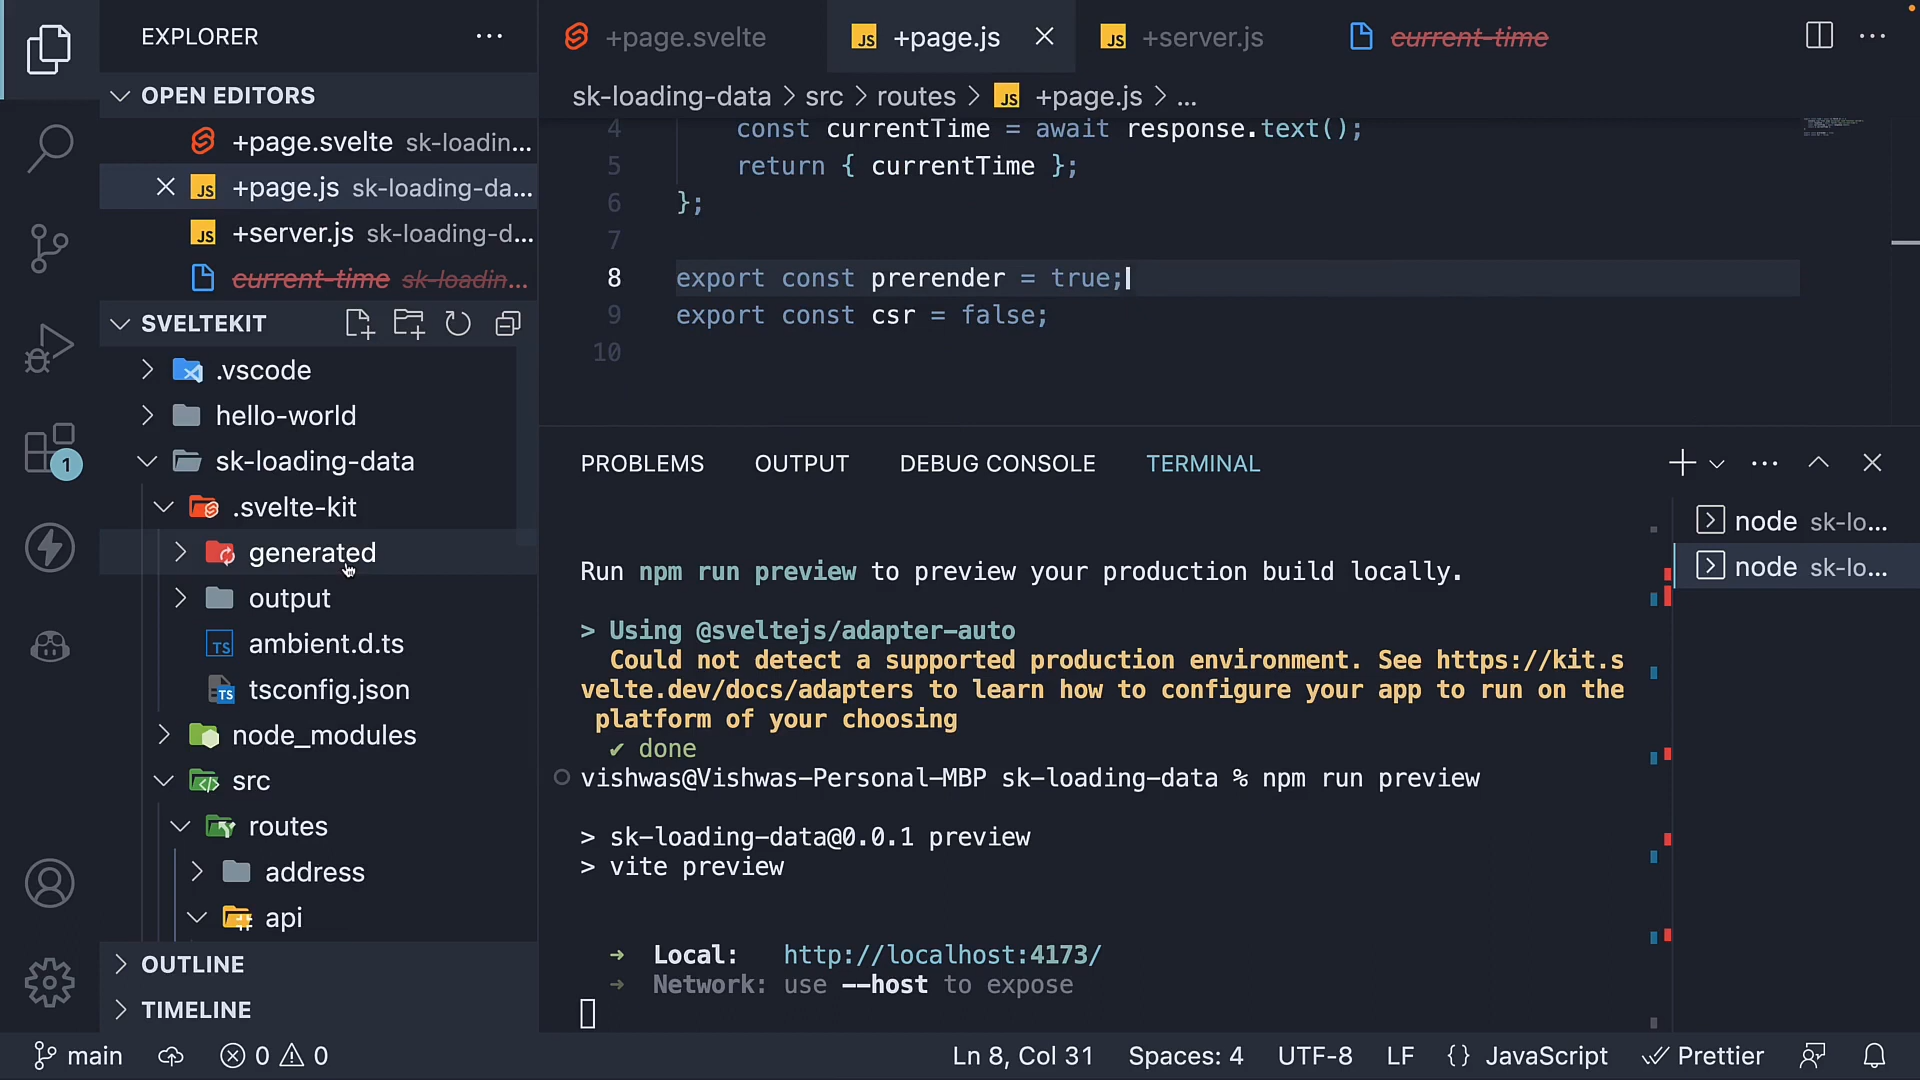 EXPLORER
OPEN EDITORS
+page.svelte sk-loadin...
+page.js sk-loading-da...
+server.js sk-loading-d...
current-time sk-loadin...
SVELTEKIT
.vscode
hello-world
sk-loading-data
.svelte-kit
generated
output
ambient.d.ts
tsconfig.json
node_modules
src
routes
address
api
OUTLINE
TIMELINE
1
+page.svelte
JS +page.js
JS +server.js
current-time
sk-loading-data > src > routes > JS +page.js > ...
4 const currentTime = await response.text();
5 return { currentTime };
6 };
7
8 export const prerender = true;
9 export const csr = false;
10
PROBLEMS OUTPUT DEBUG CONSOLE TERMINAL
Run npm run preview to preview your production build locally.
> Using @sveltejs/adapter-auto
Could not detect a supported production environment. See https://kit.s
velte.dev/docs/adapters to learn how to configure your app to run on the
platform of your choosing
✔ done
vishwas@Vishwas-Personal-MBP sk-loading-data % npm run preview
> sk-loading-data@0.0.1 preview
> vite preview
➜ Local: http://localhost:4173/
➜ Network: use --host to expose
node sk-lo...
node sk-lo...
main
0 0
Ln 8, Col 31
Spaces: 4
UTF-8
LF
{ } JavaScript
Prettier